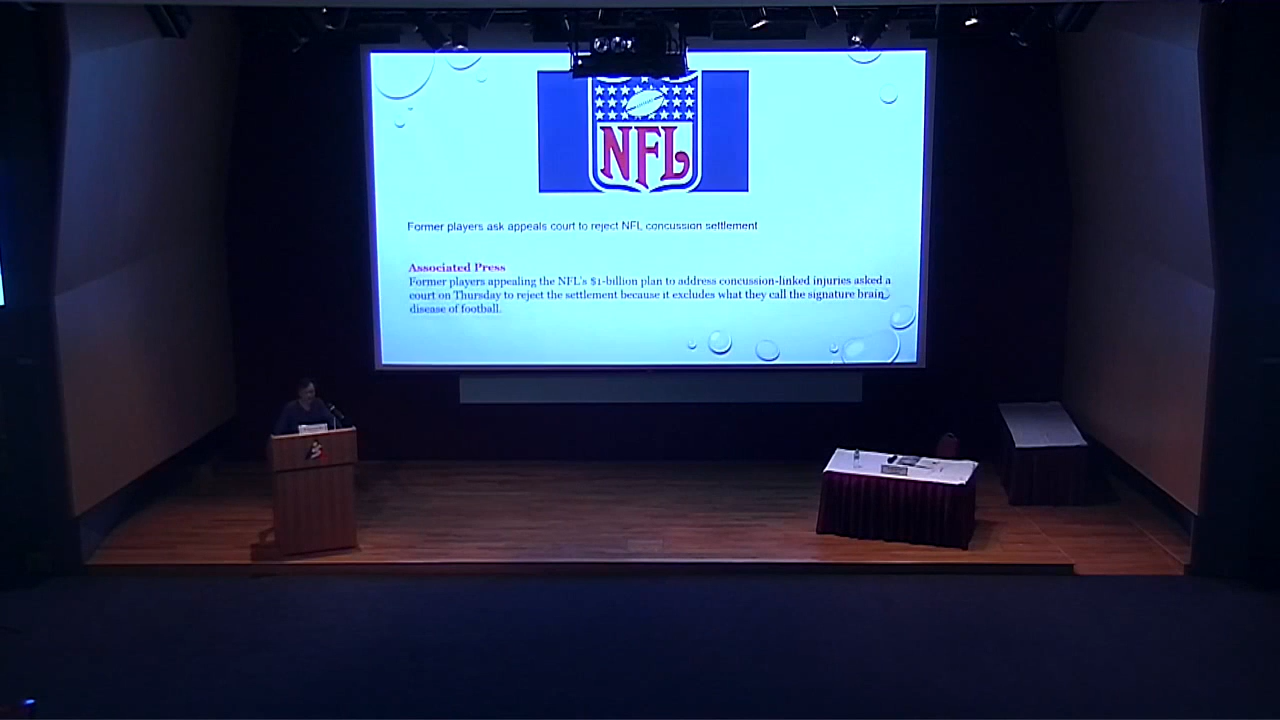 NFL
Former players ask appeals court to reject NFL concussion settlement
Associated Press
Former players appealing the NFL's $1-billion plan to address concussion-linked injuries asked a
court on Thursday to reject the settlement because it excludes what they call the signature brain
disease of football.